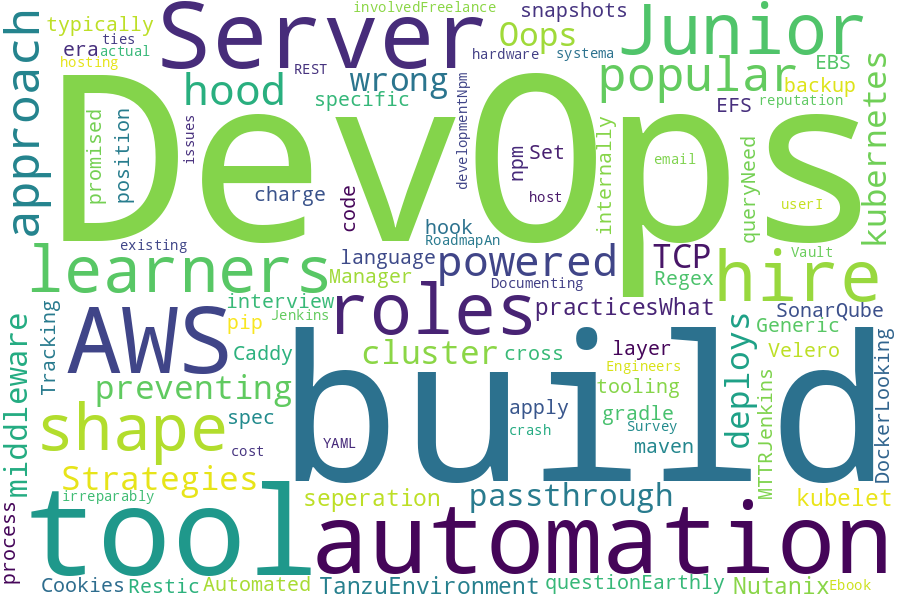 involvedFreelance
typically
ties
era
actual
hosting
Server
REST
snapshots
Oops
hardware
systema
Junior
popular
EBS
backup
EFS
reputation
approach
hood
wrong
specific
promised
position
issues
DevOps
charge
code
developmentNpm
npm
Set
host
internally
email
queryNeed
userI
kubernetes
existing
hook
RoadmapAn
language
powered
Documenting
TCP
Regex
Vault
hire
learners
Manager
interview
Jenkins
pip
Caddy
roles
practicesWhat
SonarQube
Generic
Velero
AWS
Tracking
middleware
cluster
cross
layer
Engineers
tooling
deploys
MTTRJenkins
DockerLooking
preventing
spec
shape
cost
YAML
build
apply
crash
gradle
Survey
maven
Strategies
irreparably
seperation
passthrough
kubelet
process
tool
automation
Cookies
Restic
Automated
TanzuEnvironment
questionEarthly
Nutanix
Ebook